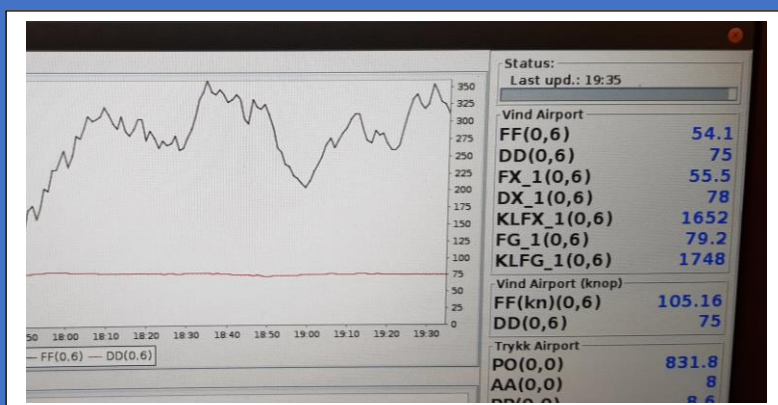 350
325
300
275
250
225
200
175
150
125
100
75
50
25
0
50 18:00 18:10 18:20 18:30 18:40 18:50 19:00 19:10 19:20 19:30
FF(0,6) DD(0,6)
Status:
Last upd.: 19:35
Vind Airport
FF(0,6) 54.1
DD(0,6) 75
FX_1(0,6) 55.5
DX_1(0,6) 78
KLFX_1(0,6) 1652
FG_1(0,6) 79.2
KLFG_1(0,6) 1748
Vind Airport (knop)
FF(kn)(0,6) 105.16
DD(0,6) 75
Trykk Airport
PO(0,0) 831.8
AA(0,0) 8
PP(0,0) 8.6